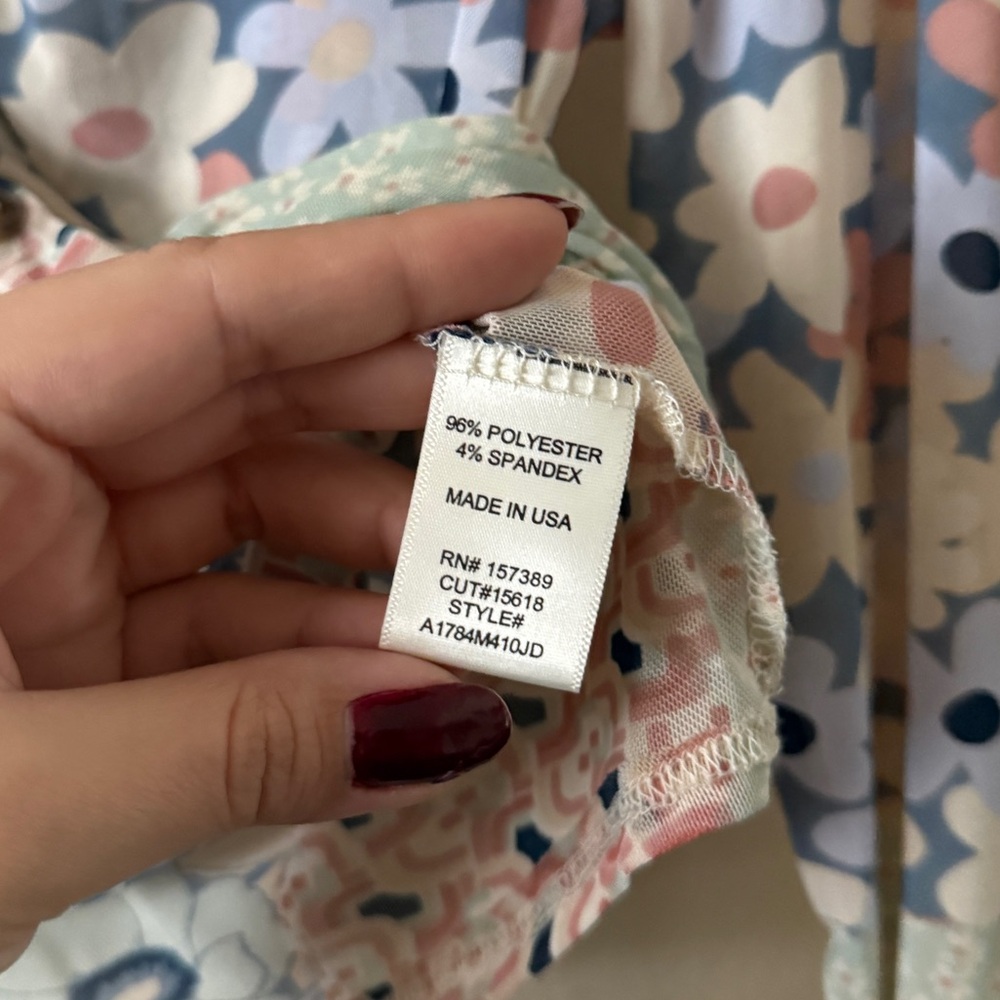 96% POLYESTER
4% SPANDEX
MADE IN USA
RN# 157389
CUT#15618
STYLE#
A1784M410JD